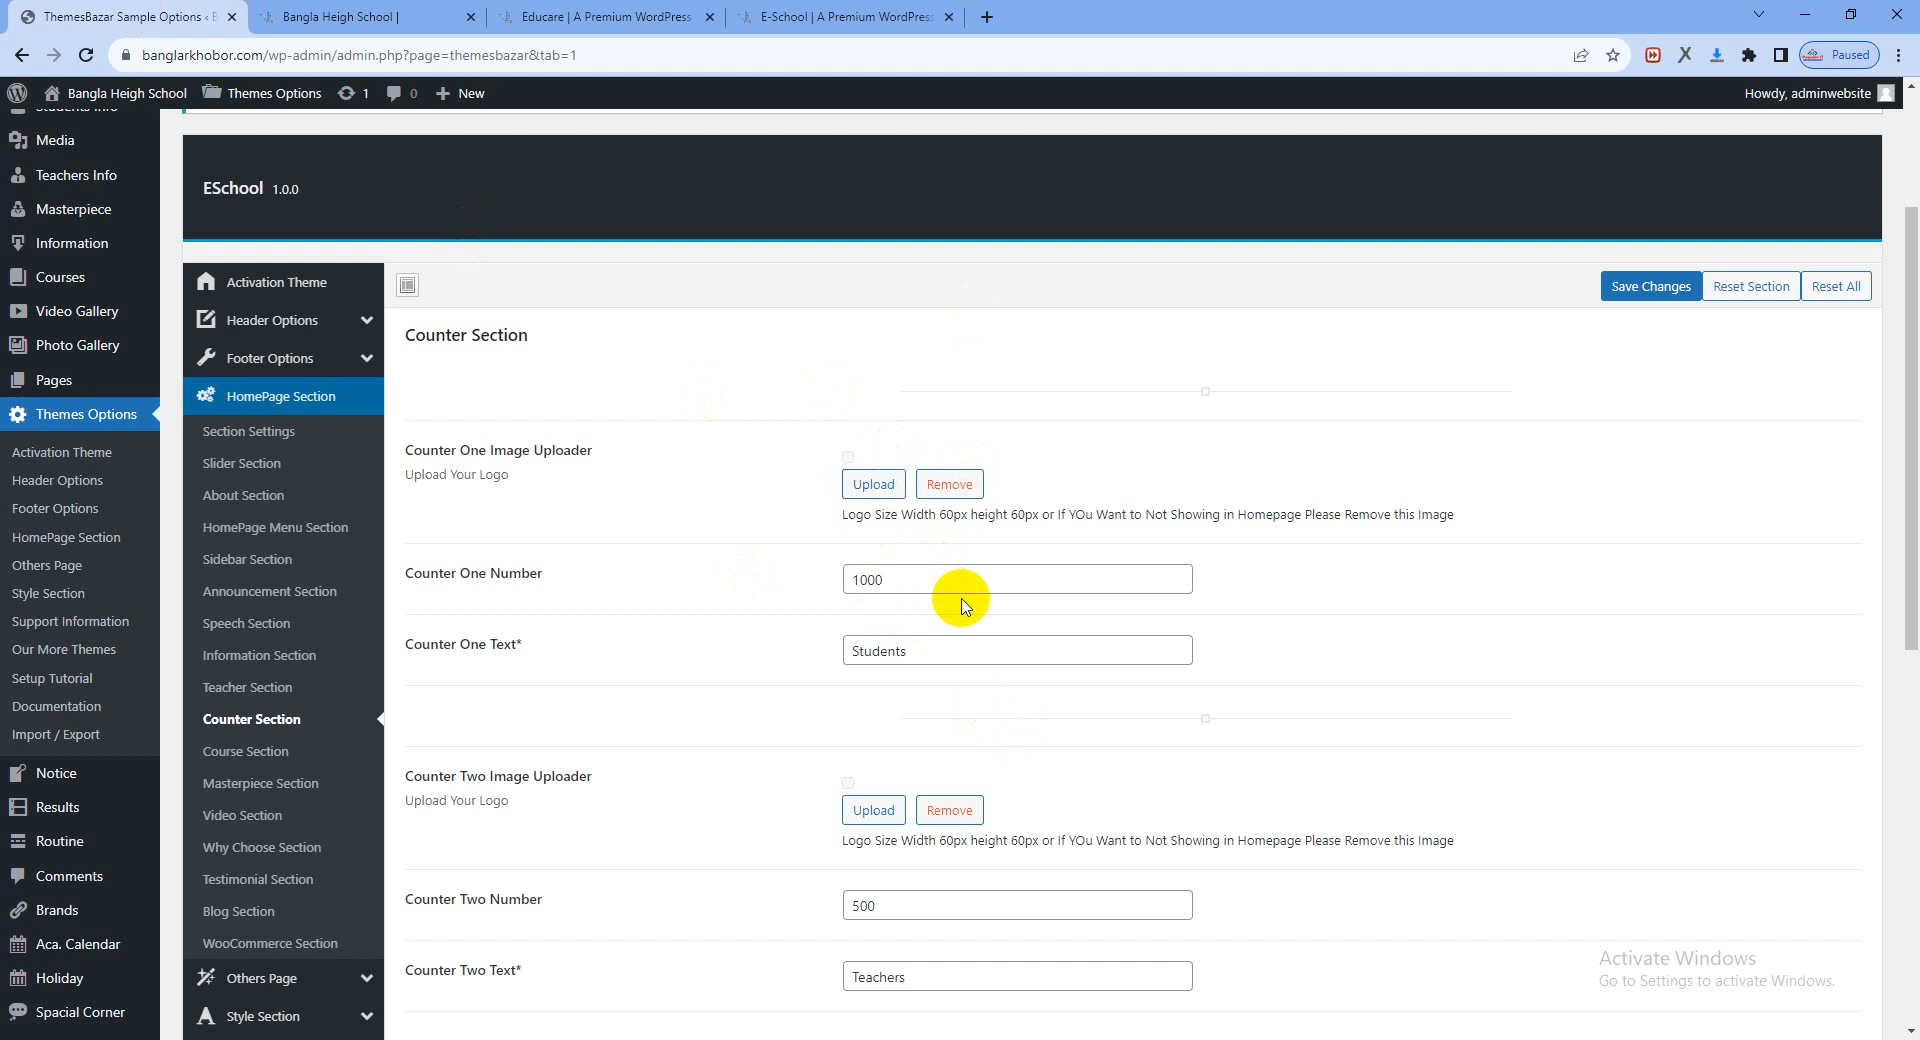 ThemesBazar Sample Options ‹ B
Bangla Heigh School |
Educare | A Premium WordPress
E-School | A Premium WordPress
banglarkhobor.com/wp-admin/admin.php?page=themesbazar&tab=1
Paused
Bangla Heigh School
Themes Options
1
0
New
Howdy, adminwebsite
Students Info
Media
Teachers Info
Masterpiece
Information
Courses
Video Gallery
Photo Gallery
Pages
Themes Options
Activation Theme
Header Options
Footer Options
HomePage Section
Others Page
Style Section
Support Information
Our More Themes
Setup Tutorial
Documentation
Import / Export
Notice
Results
Routine
Comments
Brands
Aca. Calendar
Holiday
Spacial Corner
ESchool 1.0.0
Activation Theme
Header Options
Footer Options
HomePage Section
Section Settings
Slider Section
About Section
HomePage Menu Section
Sidebar Section
Announcement Section
Speech Section
Information Section
Teacher Section
Counter Section
Course Section
Masterpiece Section
Video Section
Why Choose Section
Testimonial Section
Blog Section
WooCommerce Section
Others Page
Style Section
Save Changes
Reset Section
Reset All
Counter Section
Counter One Image Uploader
Upload Your Logo
Upload
Remove
Logo Size Width 60px height 60px or If YOu Want to Not Showing in Homepage Please Remove this Image
Counter One Number
1000
Counter One Text*
Students
Counter Two Image Uploader
Upload Your Logo
Upload
Remove
Logo Size Width 60px height 60px or If YOu Want to Not Showing in Homepage Please Remove this Image
Counter Two Number
500
Counter Two Text*
Teachers
Activate Windows
Go to Settings to activate Windows.